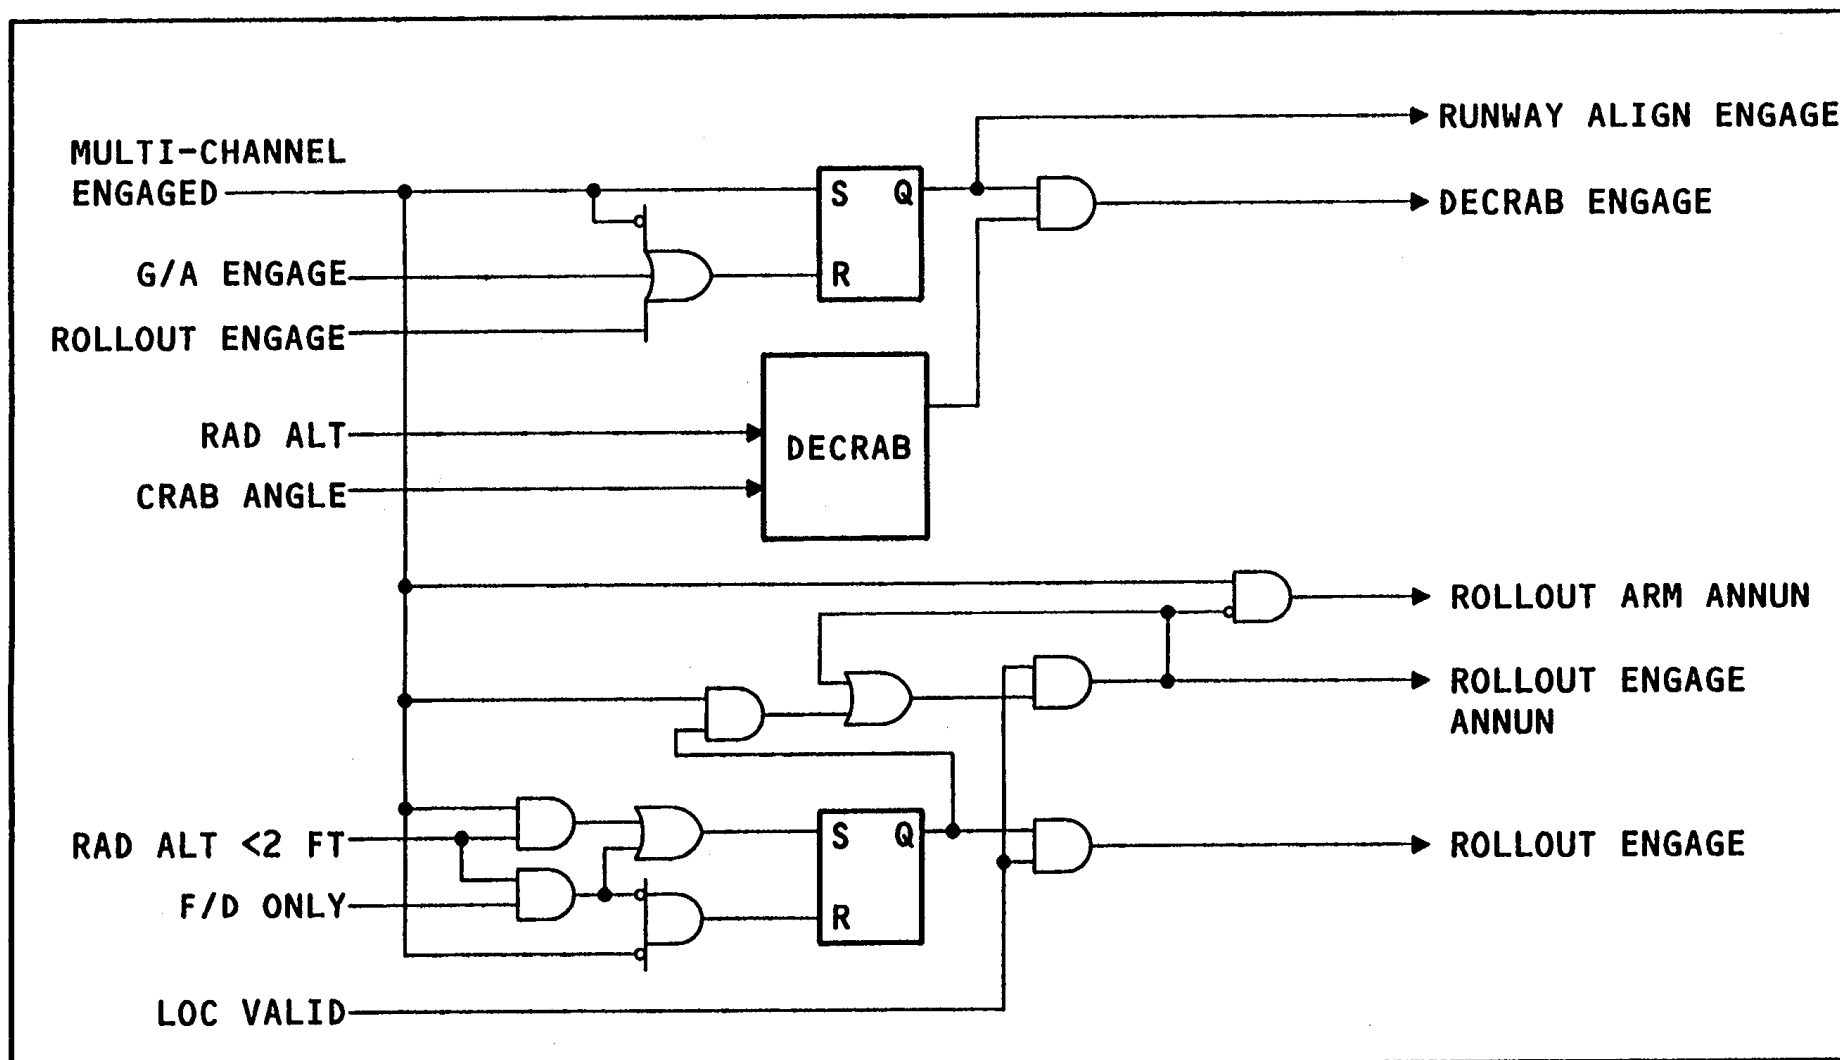 RUNWAY ALIGN ENGAGE
MULTI-CHANNEL
ENGAGED
S Q
DECRAB ENGAGE
G/A ENGAGE
R
ROLLOUT ENGAGE
RAD ALT
DECRAB
CRAB ANGLE
ROLLOUT ARM ANNUN
ROLLOUT ENGAGE
ANNUN
RAD ALT <2 FT
S Q
ROLLOUT ENGAGE
F/D ONLY
R
LOC VALID